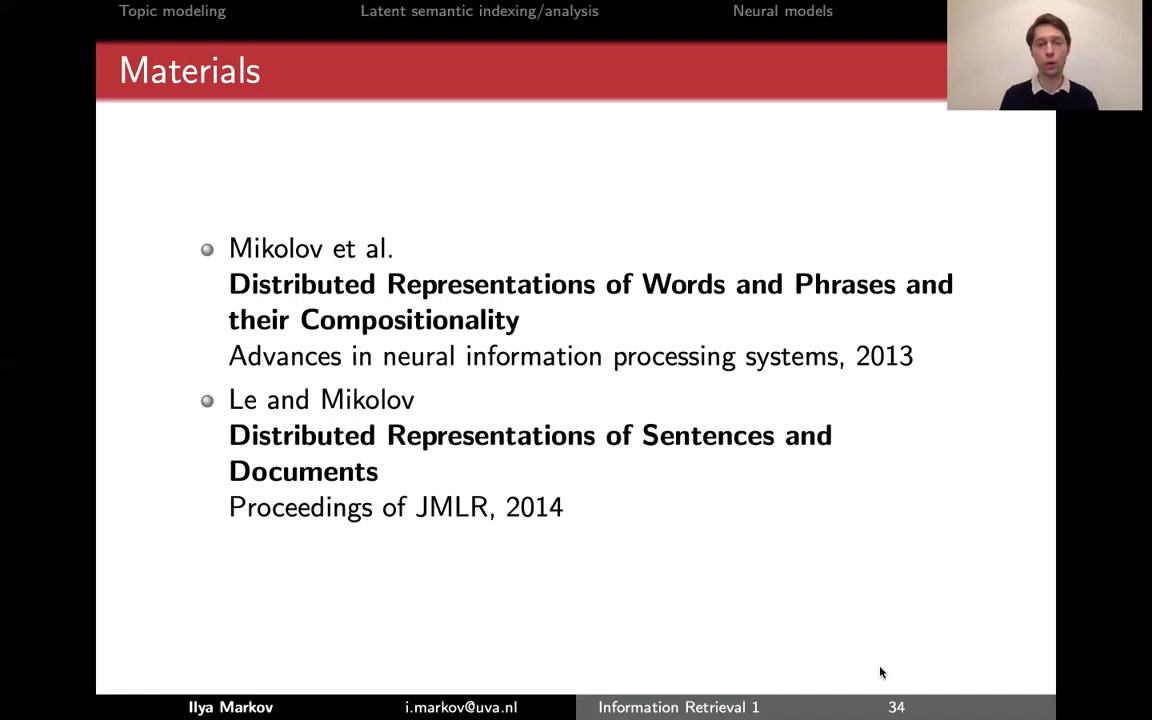 Topic modeling Latent semantic indexing/analysis Neural models
Materials
Mikolov et al.
Distributed Representations of Words and Phrases and
their Compositionality
Advances in neural information processing systems, 2013
Le and Mikolov
Distributed Representations of Sentences and
Documents
Proceedings of JMLR, 2014
Ilya Markov i.markov@uva.nl Information Retrieval 1 34